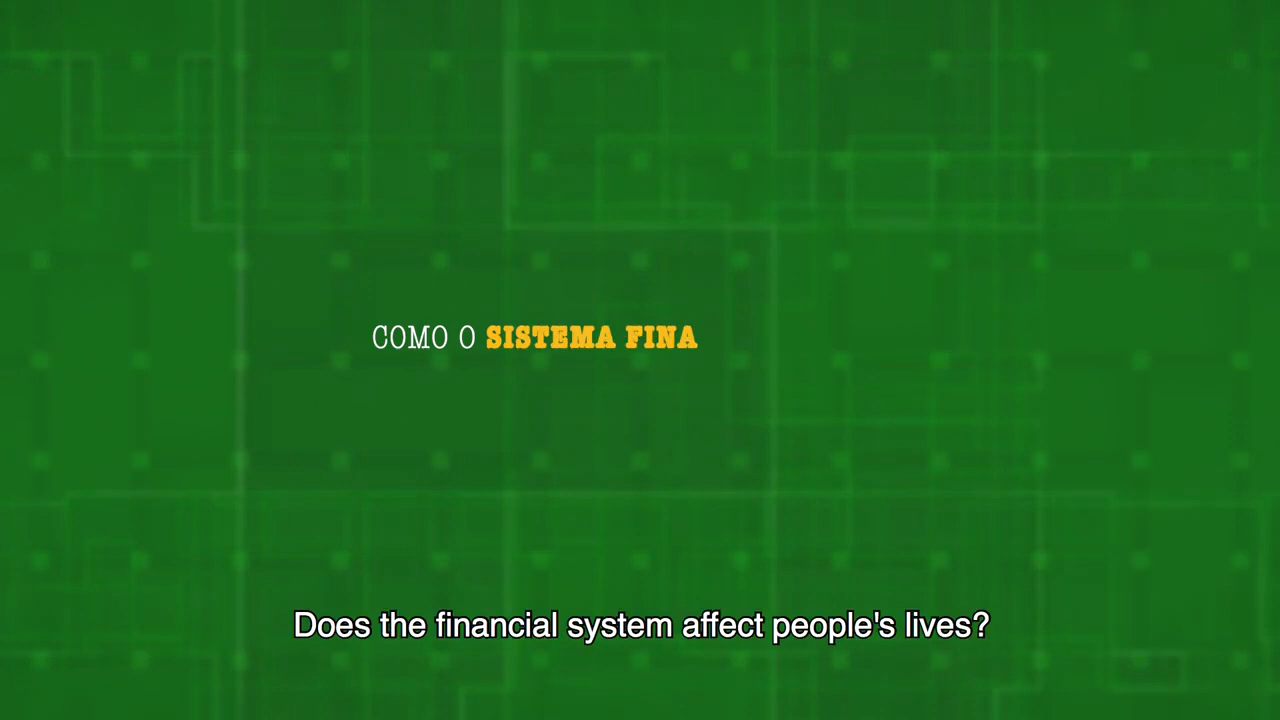 COMO O SISTEMA FINA
Does the financial system affect people's lives?